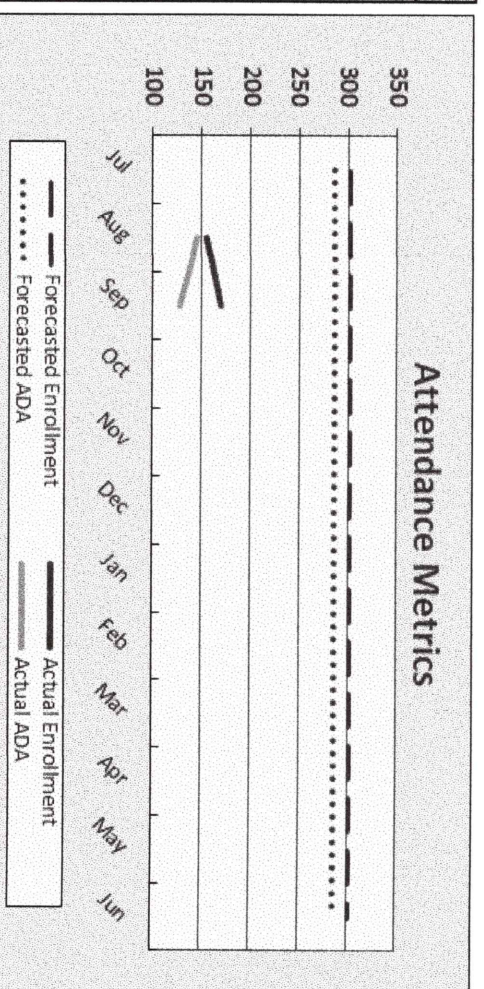 Attendance Metrics
350
300
250
200
150
100
Jul Aug Sep Oct Nov Dec Jan Feb Mar Apr May Jun
Forecasted Enrollment Actual Enrollment
Forecasted ADA Actual ADA